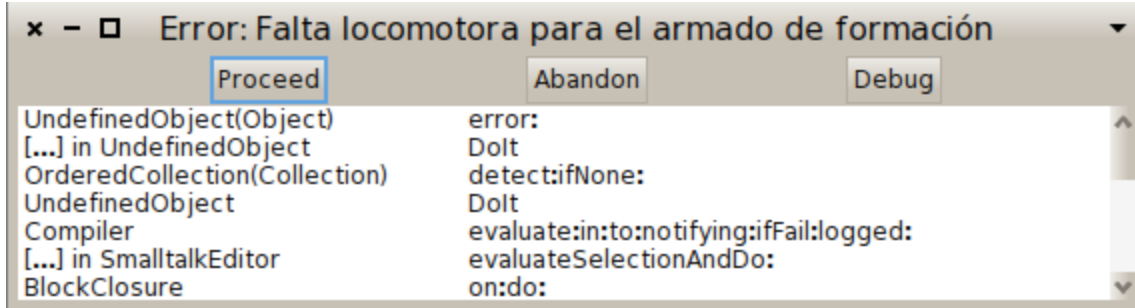 Error: Falta locomotora para el armado de formación
Proceed Abandon Debug
UndefinedObject(Object) error:
[...] in UndefinedObject DoIt
OrderedCollection(Collection) detect:ifNone:
UndefinedObject DoIt
Compiler evaluate:in:to:notifying:ifFail:logged:
[...] in SmalltalkEditor evaluateSelectionAndDo:
BlockClosure on:do: